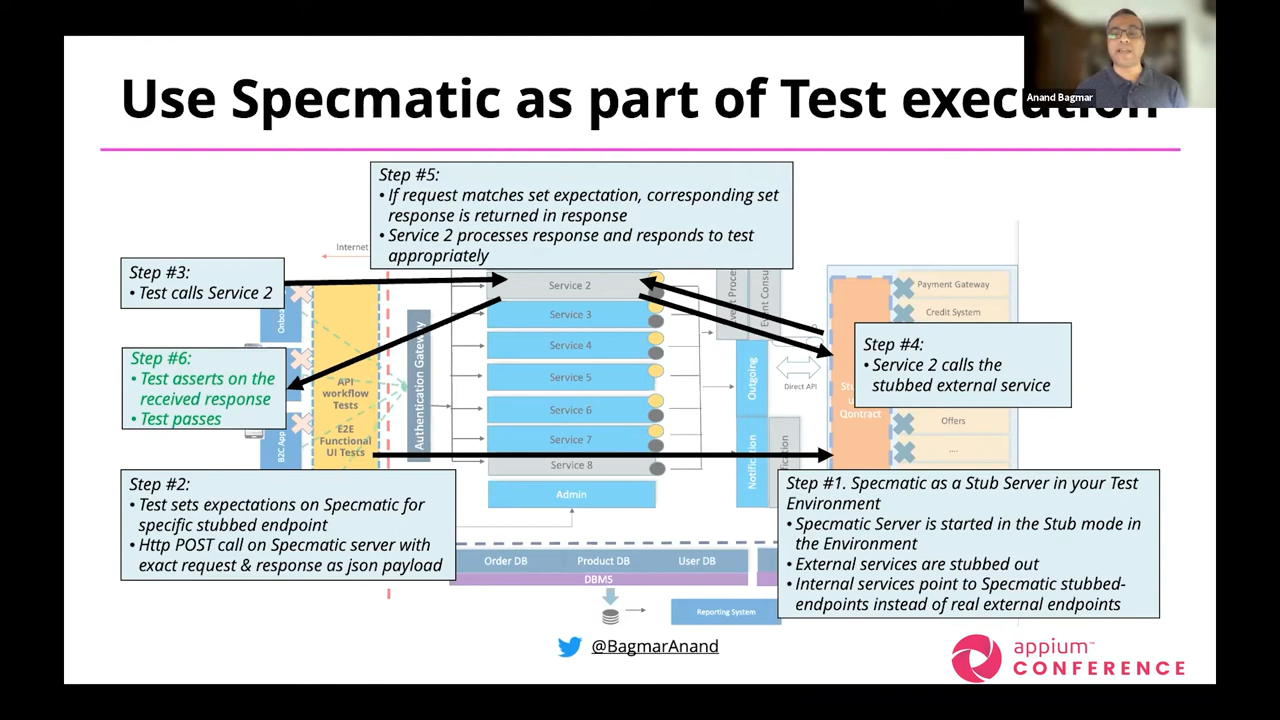 Use Specmatic as part of Test execution
Anand Bagmar
Step #5:
• If request matches set expectation, corresponding set
response is returned in response
• Service 2 processes response and responds to test
appropriately
Internet
Step #3:
• Test calls Service 2
Step #6:
• Test asserts on the
received response
• Test passes
API
workflow
Tests
E2E
Functional
UI Tests
B2C App
Authentication Gateway
Service 2
Service 3
Service 4
Service 5
Service 6
Service 7
Service 8
Admin
Outgoing
Direct API
Payment Gateway
Credit System
Step #4:
• Service 2 calls the
stubbed external service
Qontract
Offers
....
Step #2:
• Test sets expectations on Specmatic for
specific stubbed endpoint
• Http POST call on Specmatic server with
exact request & response as json payload
Step #1. Specmatic as a Stub Server in your Test
Environment
• Specmatic Server is started in the Stub mode in
the Environment
• External services are stubbed out
• Internal services point to Specmatic stubbed-
endpoints instead of real external endpoints
Order DB
Product DB
User DB
DBMS
Reporting System
@BagmarAnand
appium™
CONFERENCE